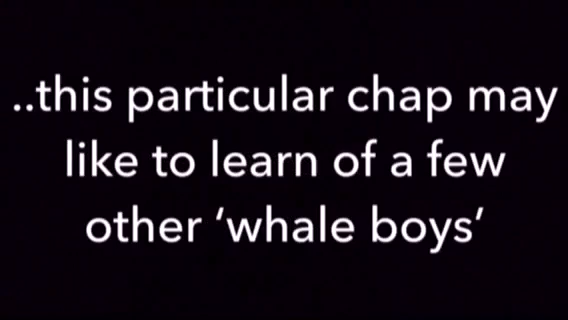 ..this particular chap may
like to learn of a few
other ‘whale boys’